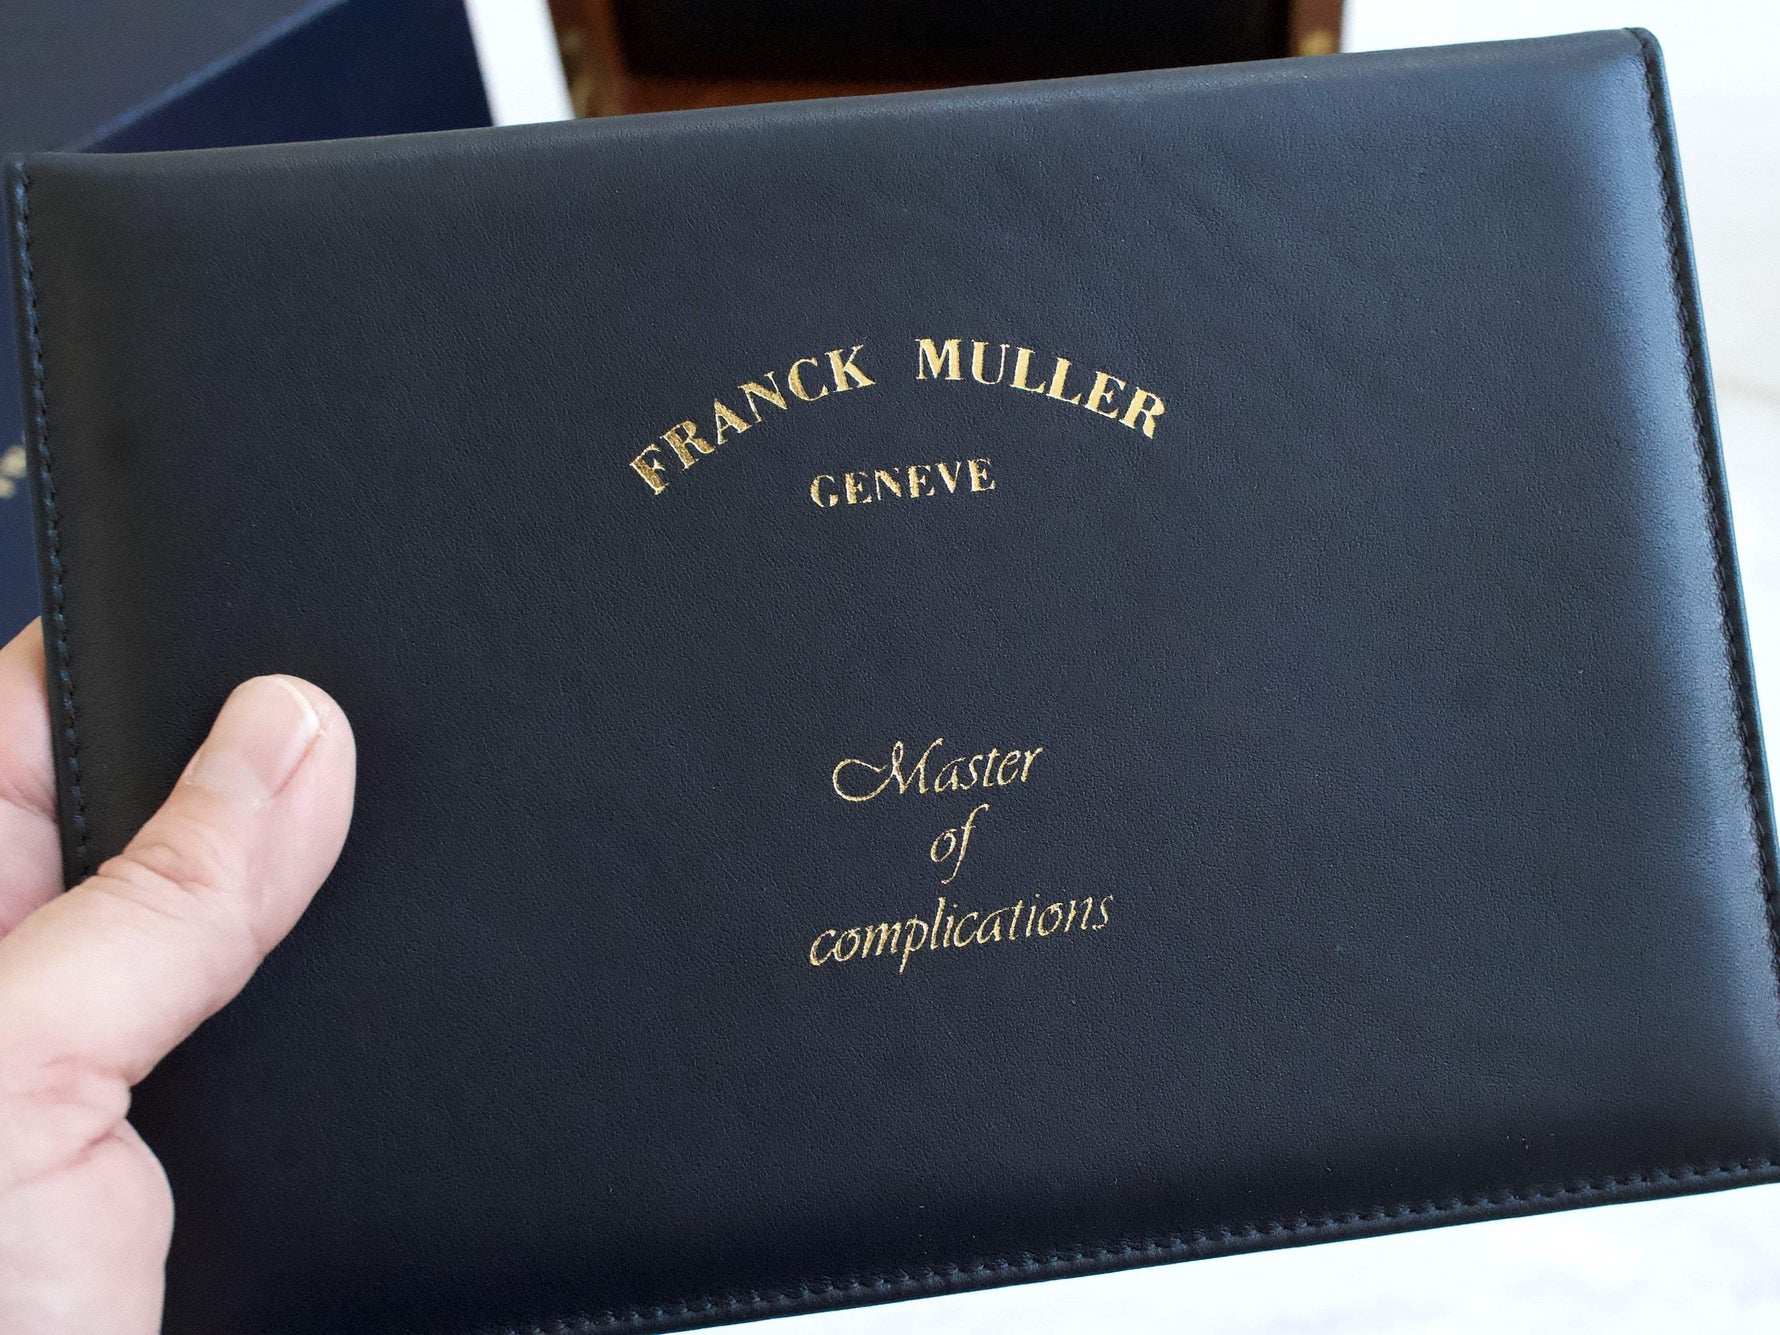 FRANCK MULLER
GENEVE
Master
of
complications